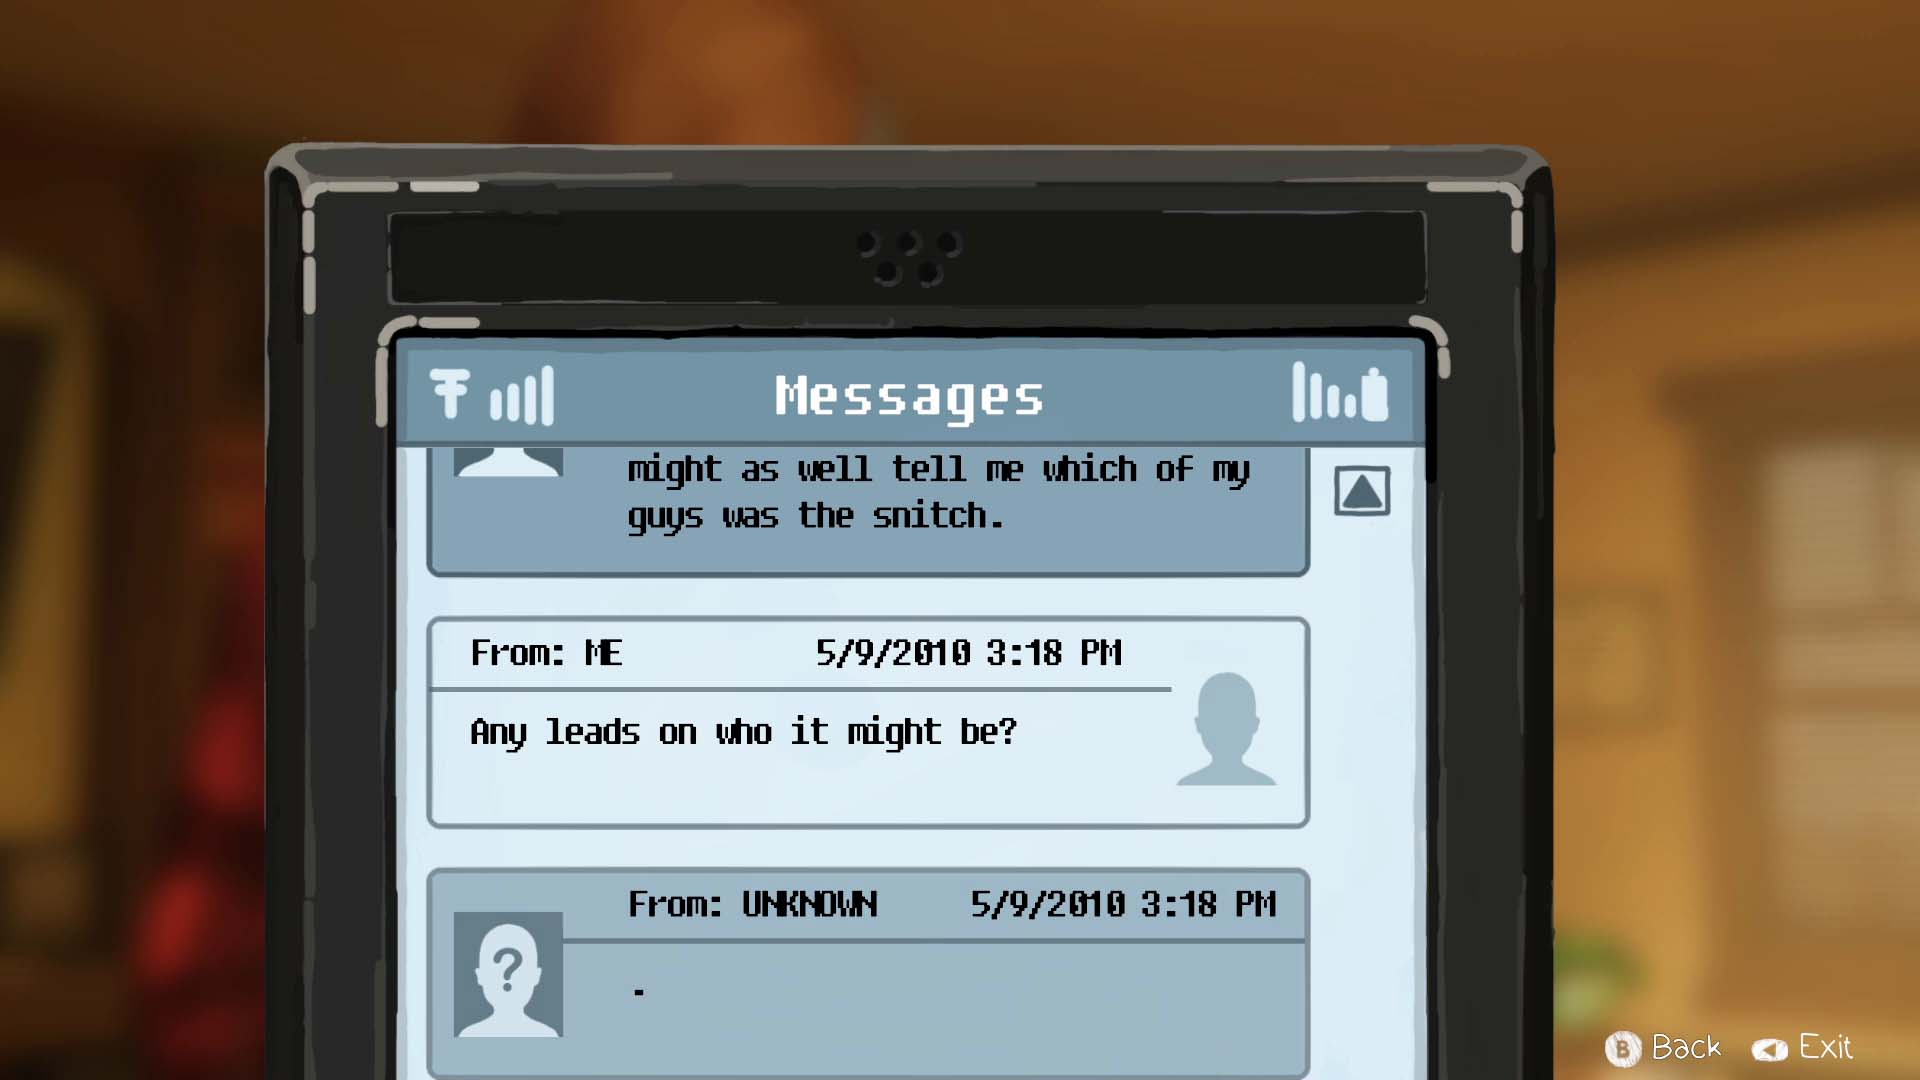 Messages
might as well tell me which of my
guys was the snitch.
From: ME 5/9/2010 3:18 PM
Any leads on who it might be?
From: UNKNOWN 5/9/2010 3:18 PM
?
-
B Back Exit